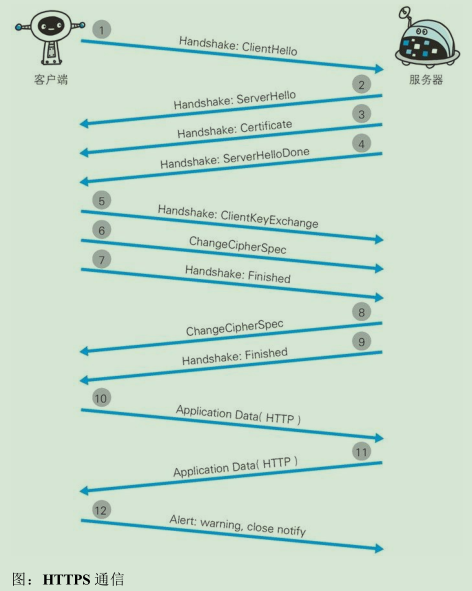 1
Handshake: ClientHello
客户端
服务器
2
Handshake: ServerHello
3
Handshake: Certificate
4
Handshake: ServerHelloDone
5
Handshake: ClientKeyExchange
6
ChangeCipherSpec
7
Handshake: Finished
8
ChangeCipherSpec
9
Handshake: Finished
10
Application Data( HTTP )
11
Application Data( HTTP )
12
Alert: warning, close notify
图：HTTPS 通信